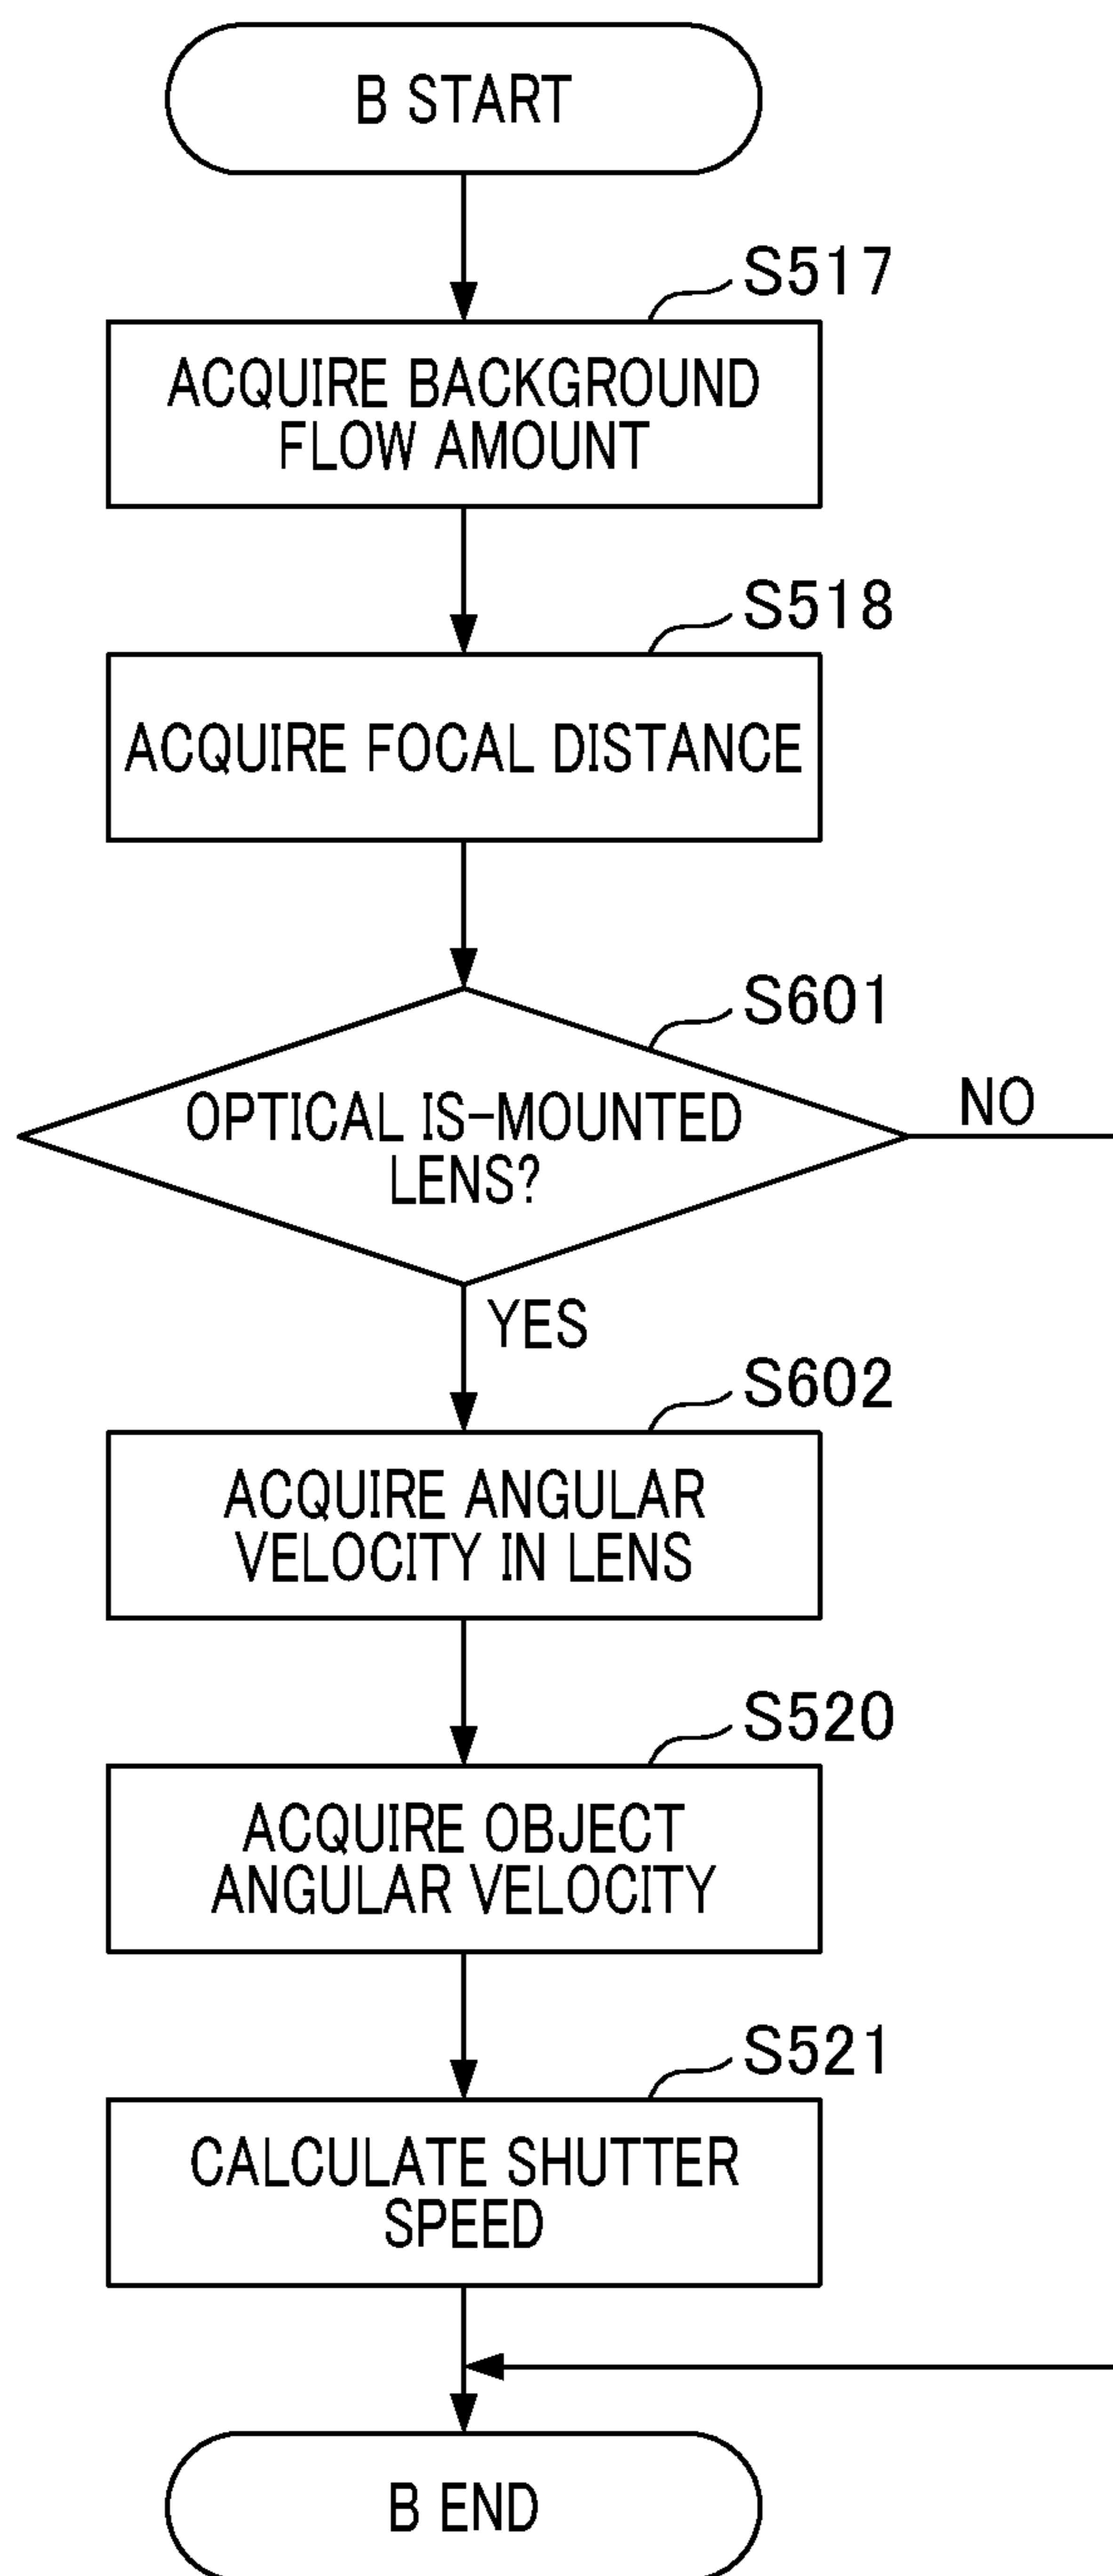 B START
S517
ACQUIRE BACKGROUND
FLOW AMOUNT
S518
ACQUIRE FOCAL DISTANCE
S601
OPTICAL IS-MOUNTED
LENS?
NO
YES
S602
ACQUIRE ANGULAR
VELOCITY IN LENS
S520
ACQUIRE OBJECT
ANGULAR VELOCITY
S521
CALCULATE SHUTTER
SPEED
B END